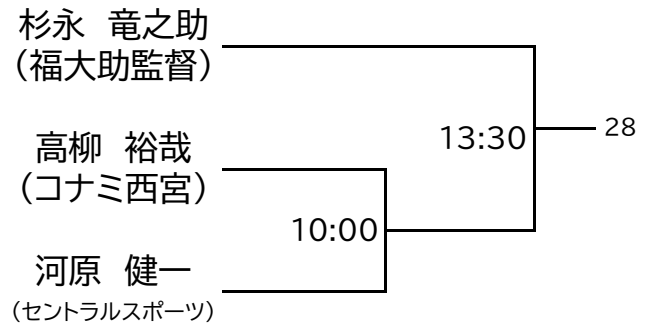 杉永　竜之助
（福大助監督）
13:30
28
高柳　裕哉
（コナミ西宮）
10:00
河原　健一
（セントラルスポーツ）